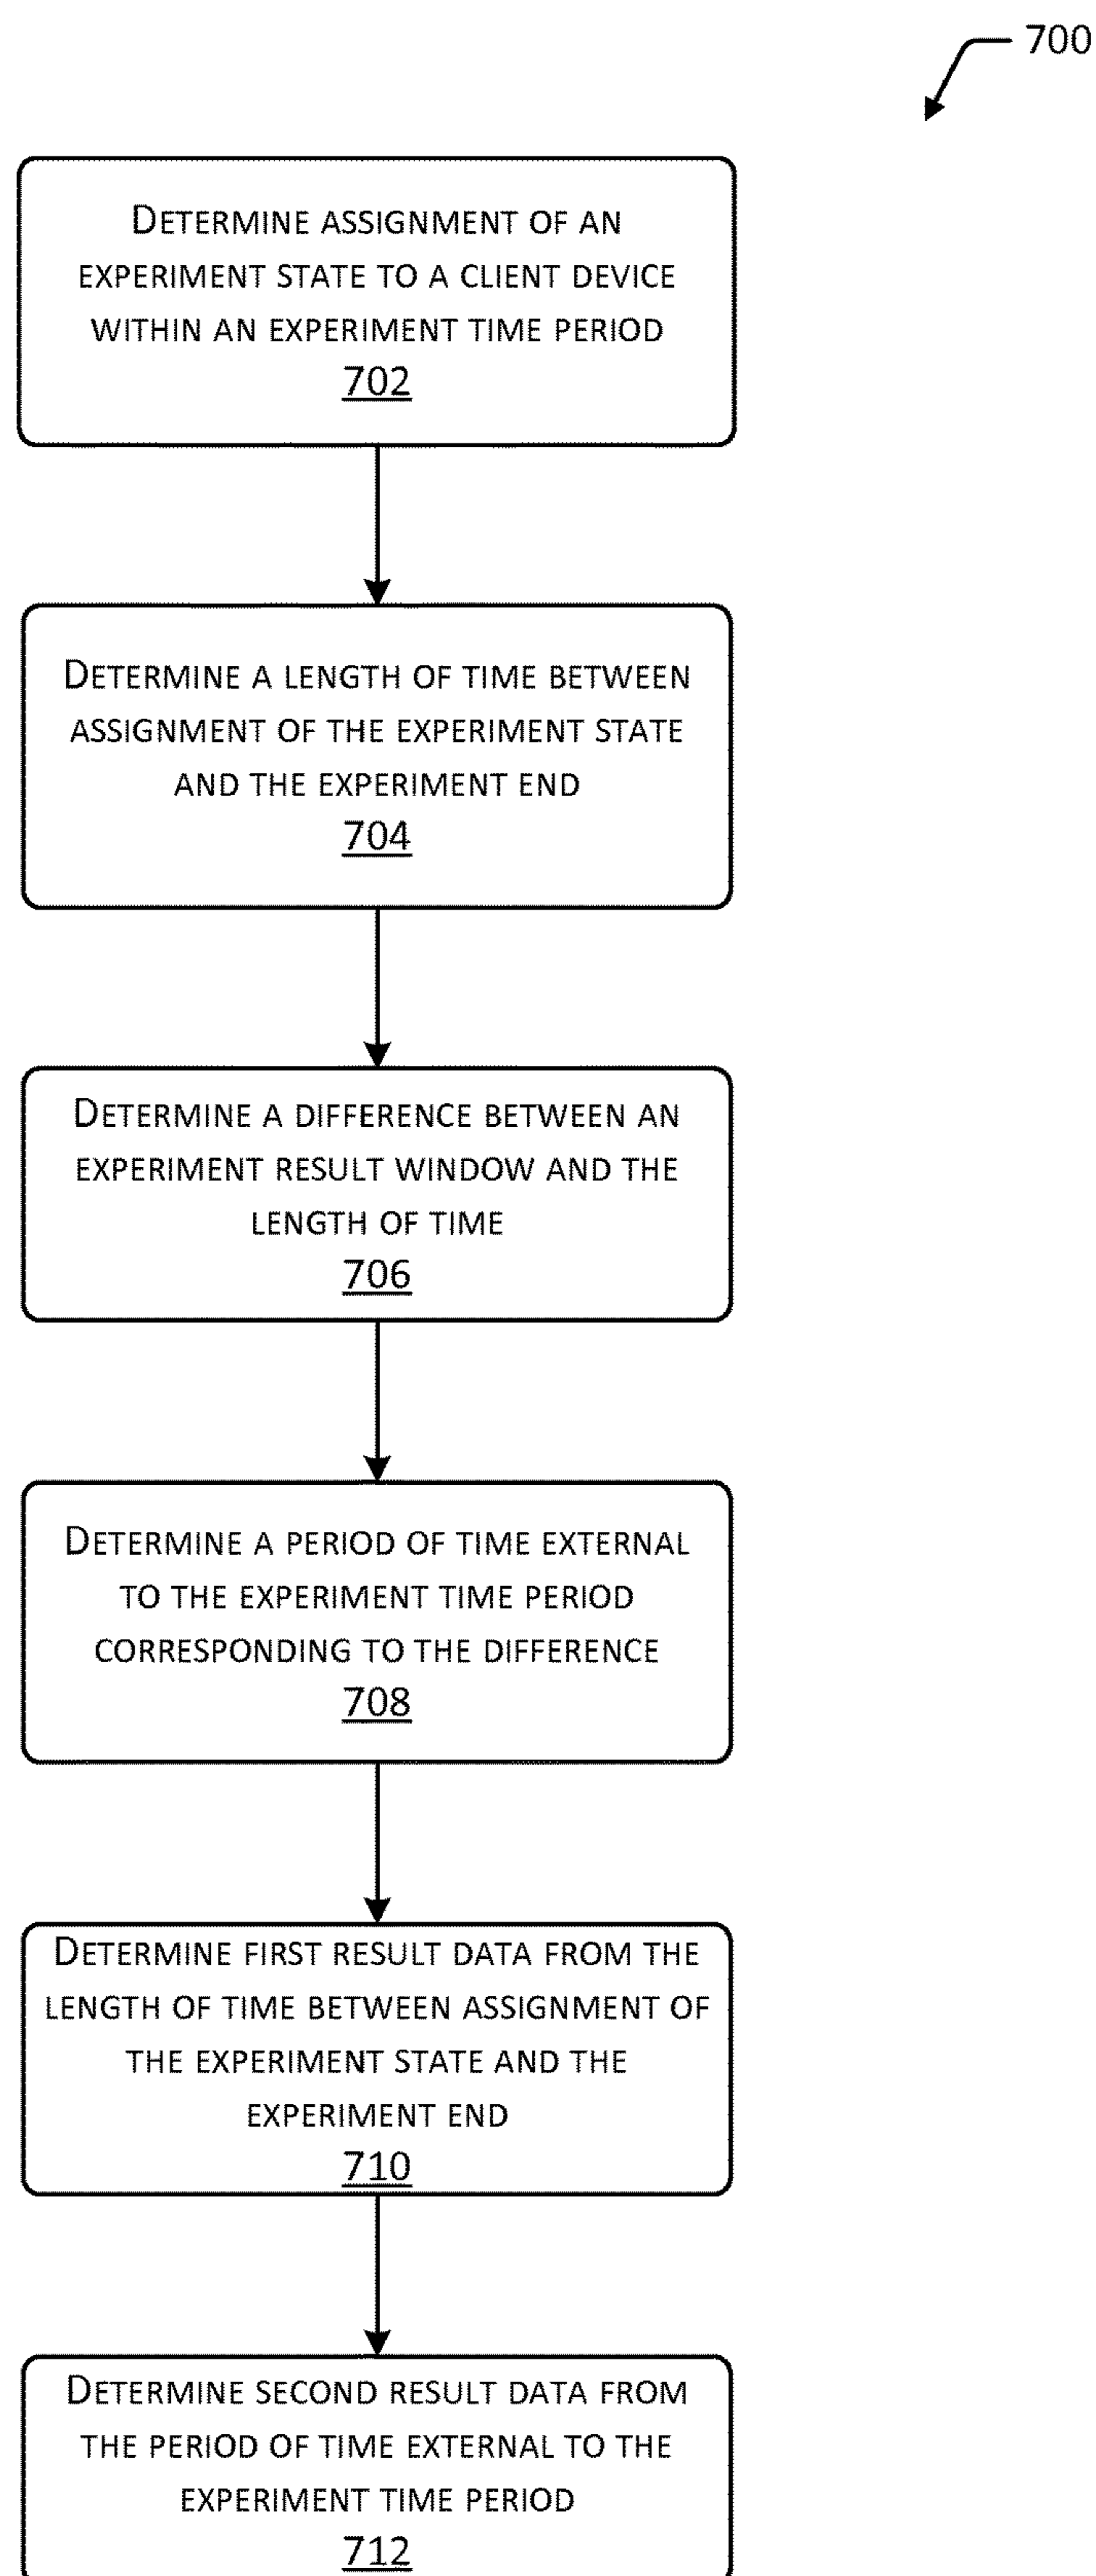 700
DETERMINE ASSIGNMENT OF AN
EXPERIMENT STATE TO A CLIENT DEVICE
WITHIN AN EXPERIMENT TIME PERIOD
702
DETERMINE A LENGTH OF TIME BETWEEN
ASSIGNMENT OF THE EXPERIMENT STATE
AND THE EXPERIMENT END
704
DETERMINE A DIFFERENCE BETWEEN AN
EXPERIMENT RESULT WINDOW AND THE
LENGTH OF TIME
706
DETERMINE A PERIOD OF TIME EXTERNAL
TO THE EXPERIMENT TIME PERIOD
CORRESPONDING TO THE DIFFERENCE
708
DETERMINE FIRST RESULT DATA FROM THE
LENGTH OF TIME BETWEEN ASSIGNMENT OF
THE EXPERIMENT STATE AND THE
EXPERIMENT END
710
DETERMINE SECOND RESULT DATA FROM
THE PERIOD OF TIME EXTERNAL TO THE
EXPERIMENT TIME PERIOD
712